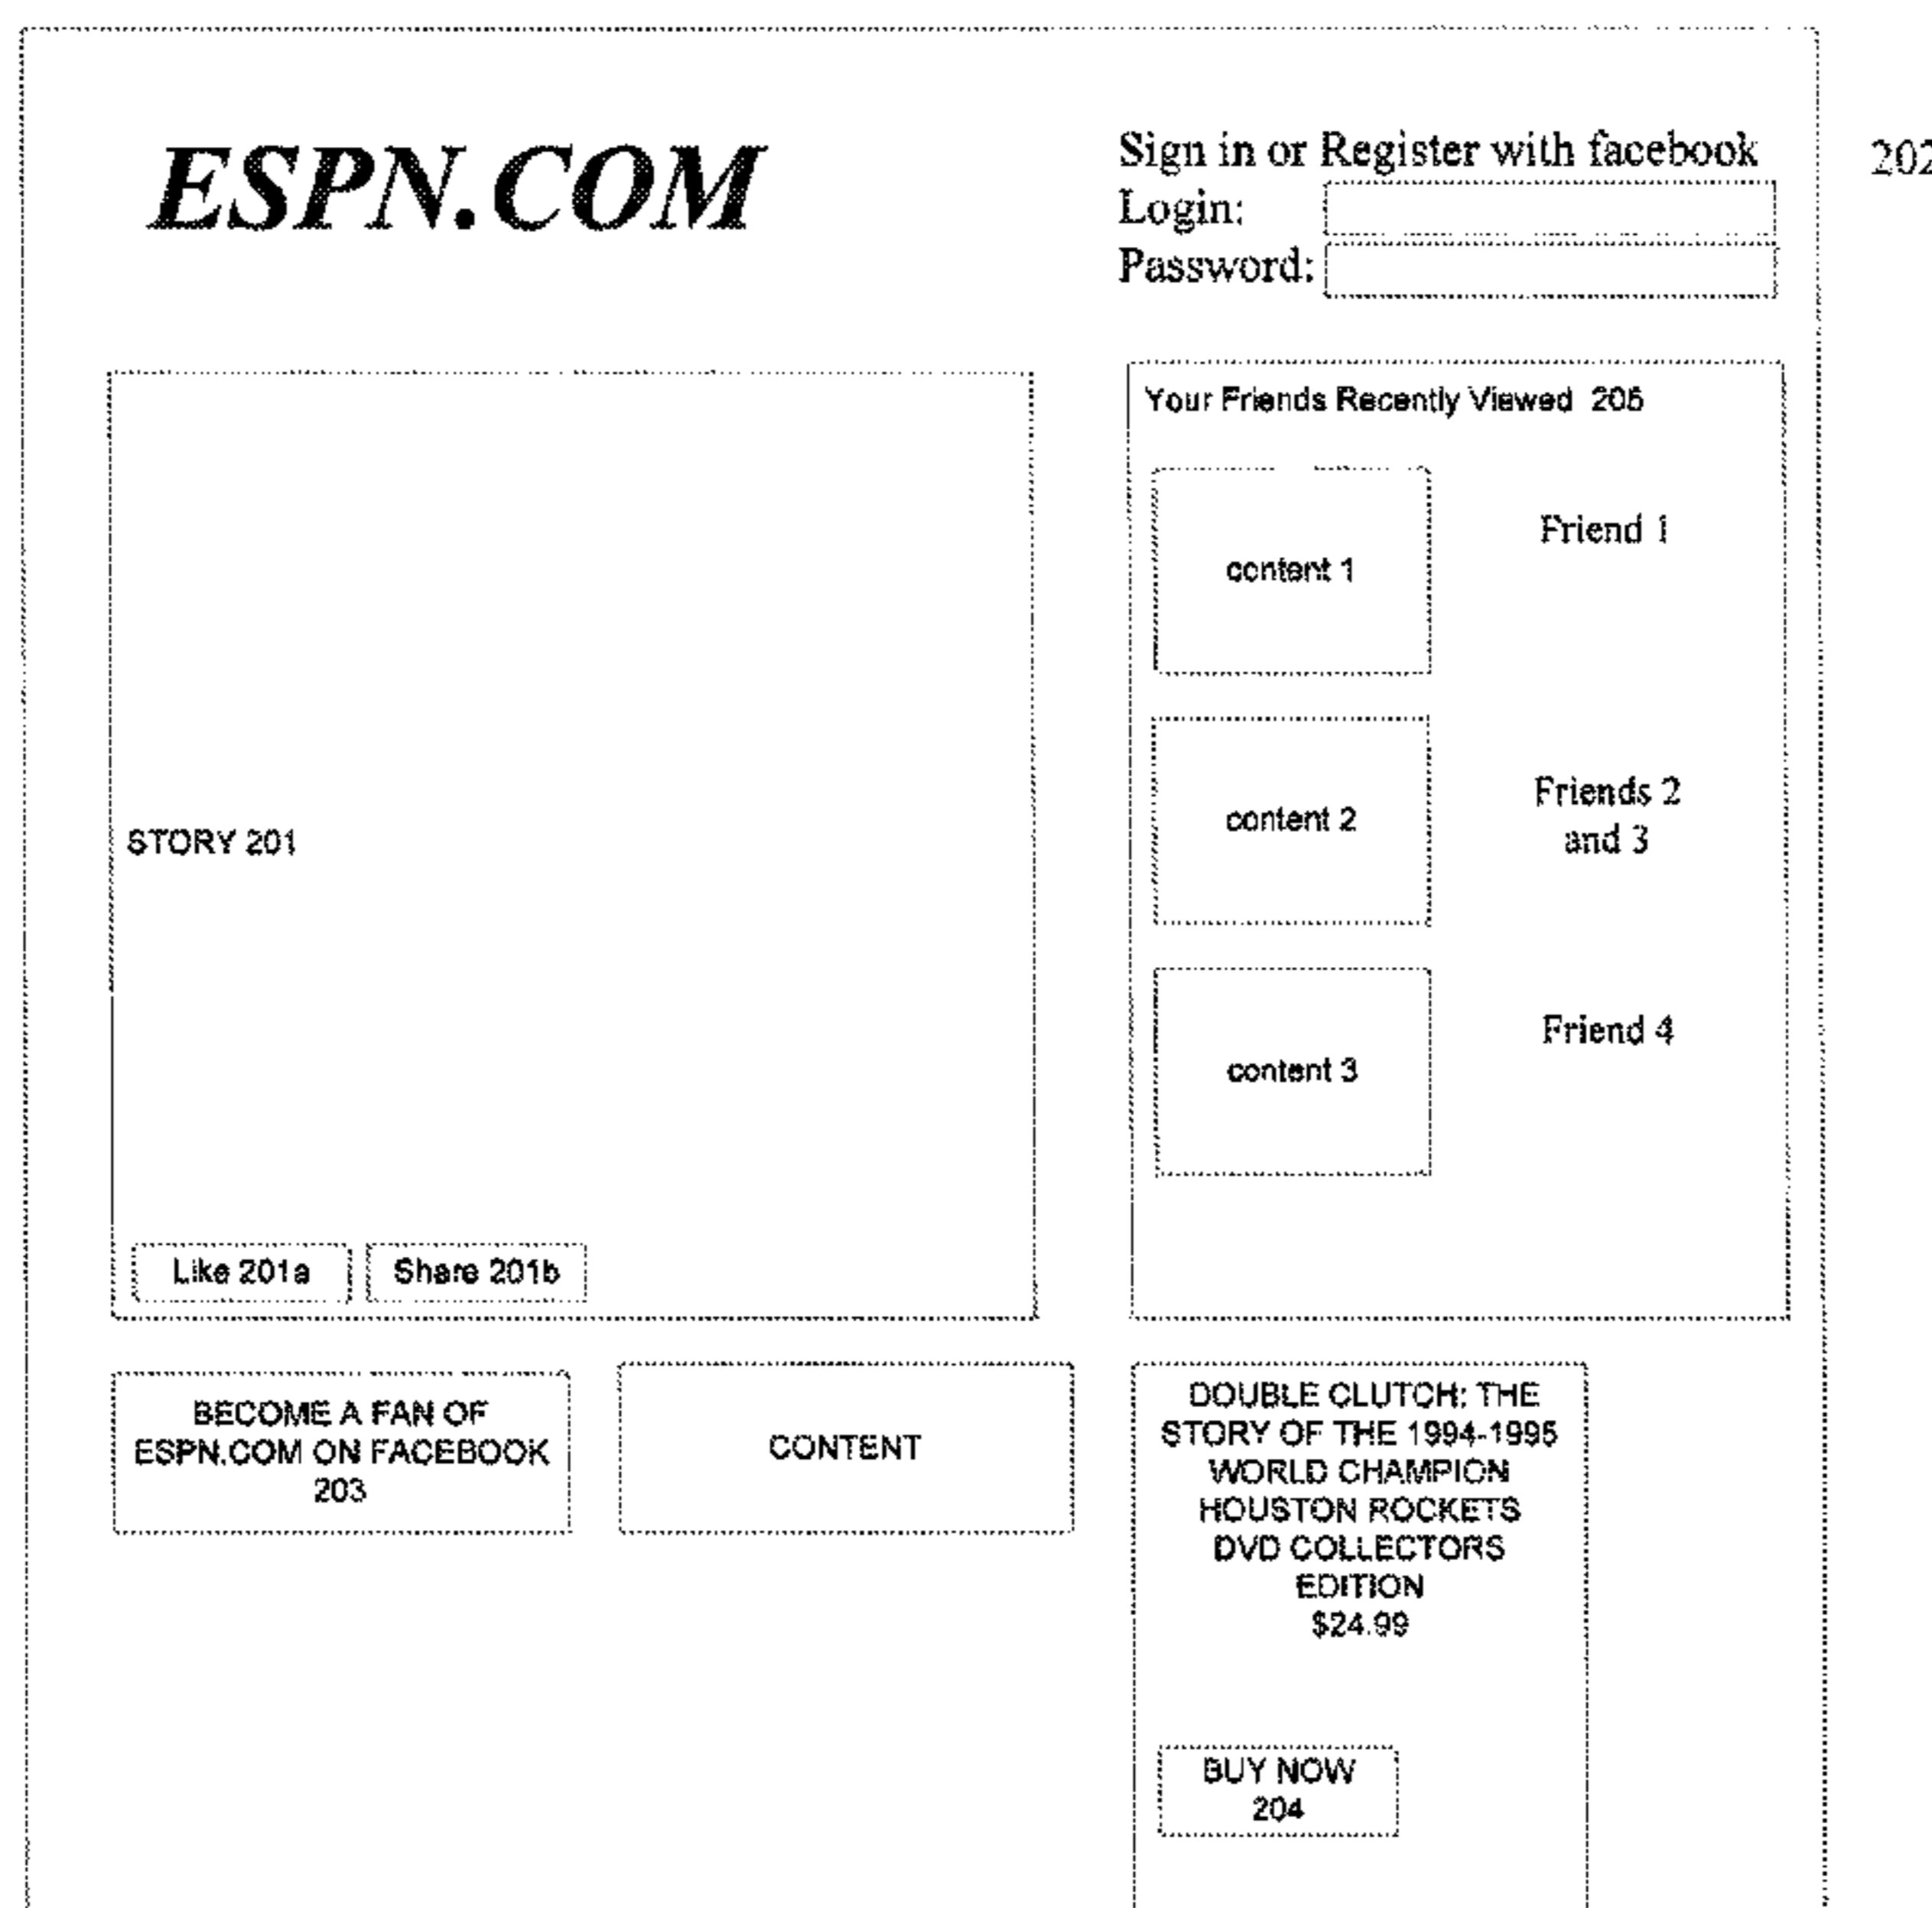 ESPN.COM
Sign in or Register with facebook
202
Login:
Password:
Your Friends Recently Viewed 205
content 1
Friend 1
content 2
Friends 2
and 3
content 3
Friend 4
STORY 201
Like 201a
Share 201b
BECOME A FAN OF
ESPN.COM ON FACEBOOK
203
CONTENT
DOUBLE CLUTCH: THE
STORY OF THE 1994-1995
WORLD CHAMPION
HOUSTON ROCKETS
DVD COLLECTORS
EDITION
$24.99
BUY NOW
204